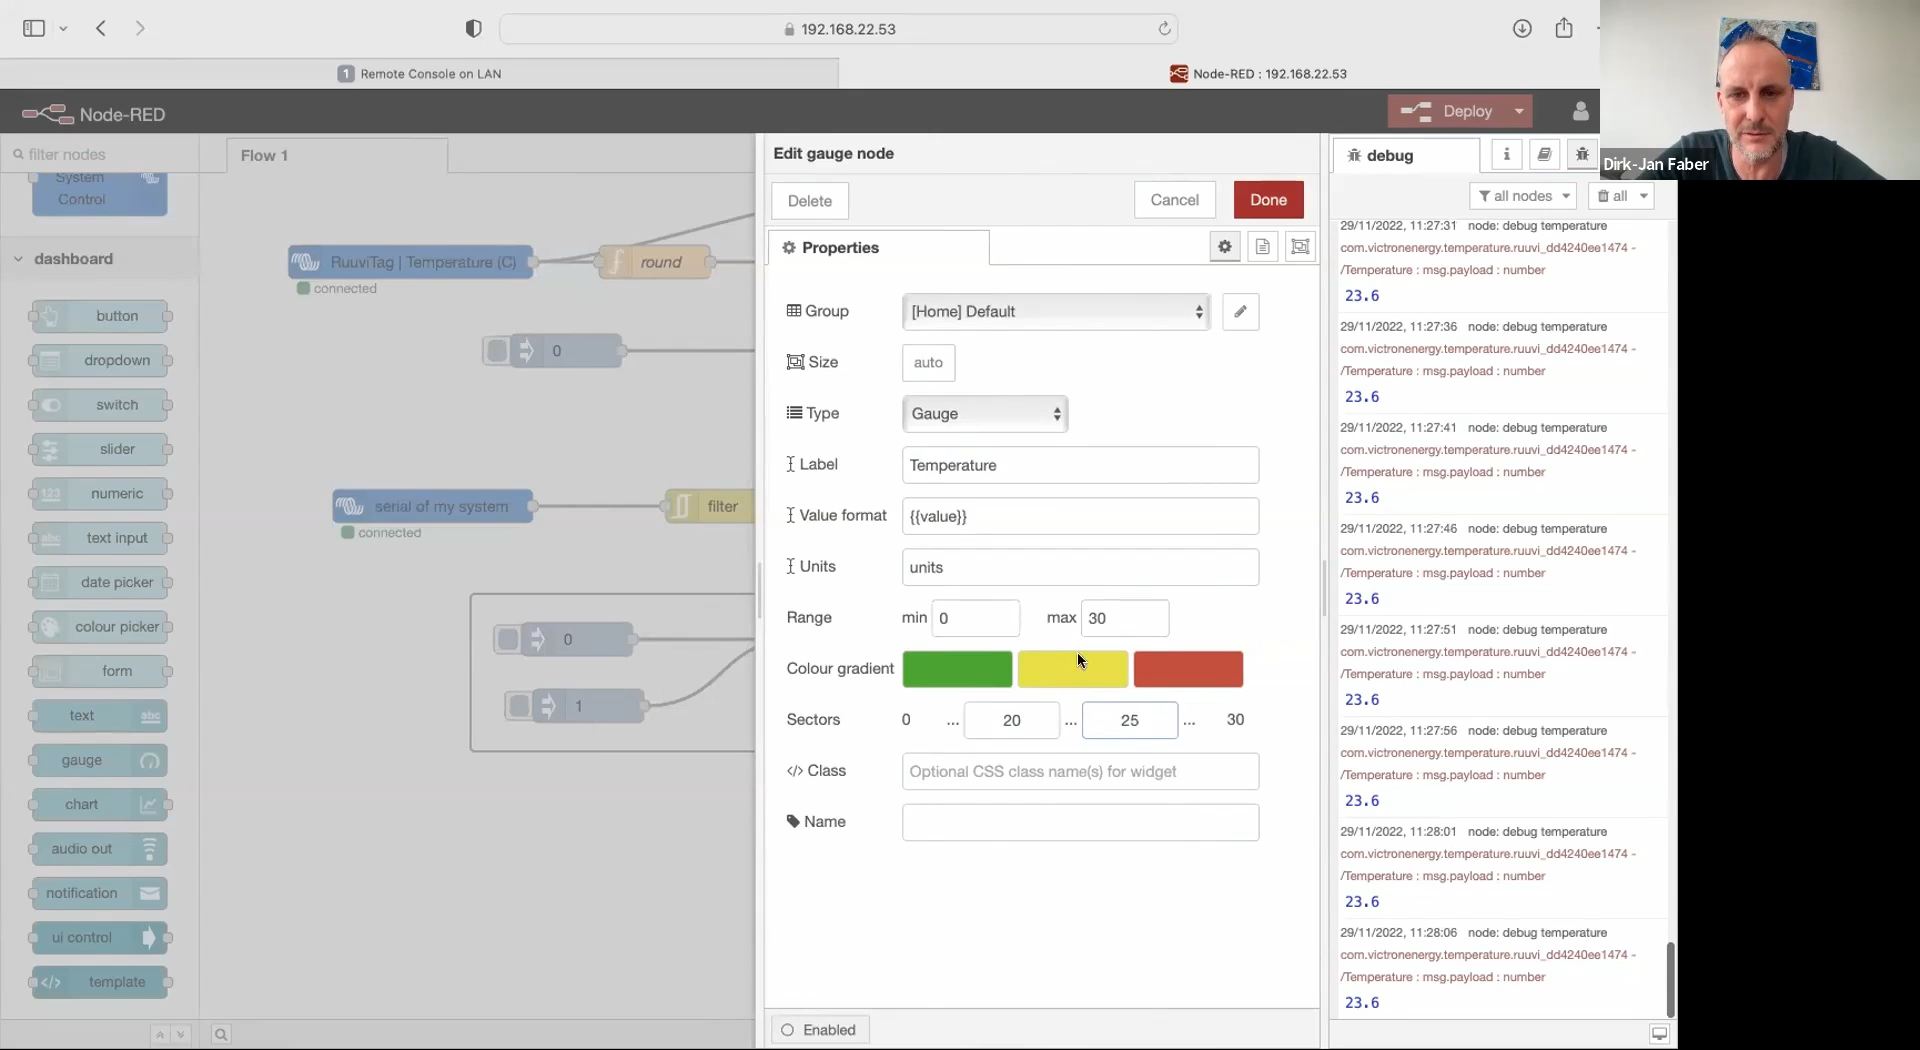 192.168.22.53
1 Remote Console on LAN
Node-RED : 192.168.22.53
Node-RED
Deploy
Dirk-Jan Faber
filter nodes
System
Control
dashboard
button
dropdown
switch
slider
123 numeric
abc text input
date picker
colour picker
form
text abc
gauge
chart
audio out
notification
ui control
</> template
Flow 1
RuuviTag | Temperature (C)
connected
f round
0
serial of my system
connected
filter
0
1
Edit gauge node
Delete
Cancel
Done
Properties
Group [Home] Default
Size auto
Type Gauge
Label Temperature
Value format {{value}}
Units units
Range min 0 max 30
Colour gradient
Sectors 0 ... 20 ... 25 ... 30
</> Class Optional CSS class name(s) for widget
Name
Enabled
debug
i
all nodes
all
29/11/2022, 11:27:31 node: debug temperature
com.victronenergy.temperature.ruuvi_dd4240ee1474 -
/Temperature : msg.payload : number
23.6
29/11/2022, 11:27:36 node: debug temperature
com.victronenergy.temperature.ruuvi_dd4240ee1474 -
/Temperature : msg.payload : number
23.6
29/11/2022, 11:27:41 node: debug temperature
com.victronenergy.temperature.ruuvi_dd4240ee1474 -
/Temperature : msg.payload : number
23.6
29/11/2022, 11:27:46 node: debug temperature
com.victronenergy.temperature.ruuvi_dd4240ee1474 -
/Temperature : msg.payload : number
23.6
29/11/2022, 11:27:51 node: debug temperature
com.victronenergy.temperature.ruuvi_dd4240ee1474 -
/Temperature : msg.payload : number
23.6
29/11/2022, 11:27:56 node: debug temperature
com.victronenergy.temperature.ruuvi_dd4240ee1474 -
/Temperature : msg.payload : number
23.6
29/11/2022, 11:28:01 node: debug temperature
com.victronenergy.temperature.ruuvi_dd4240ee1474 -
/Temperature : msg.payload : number
23.6
29/11/2022, 11:28:06 node: debug temperature
com.victronenergy.temperature.ruuvi_dd4240ee1474 -
/Temperature : msg.payload : number
23.6